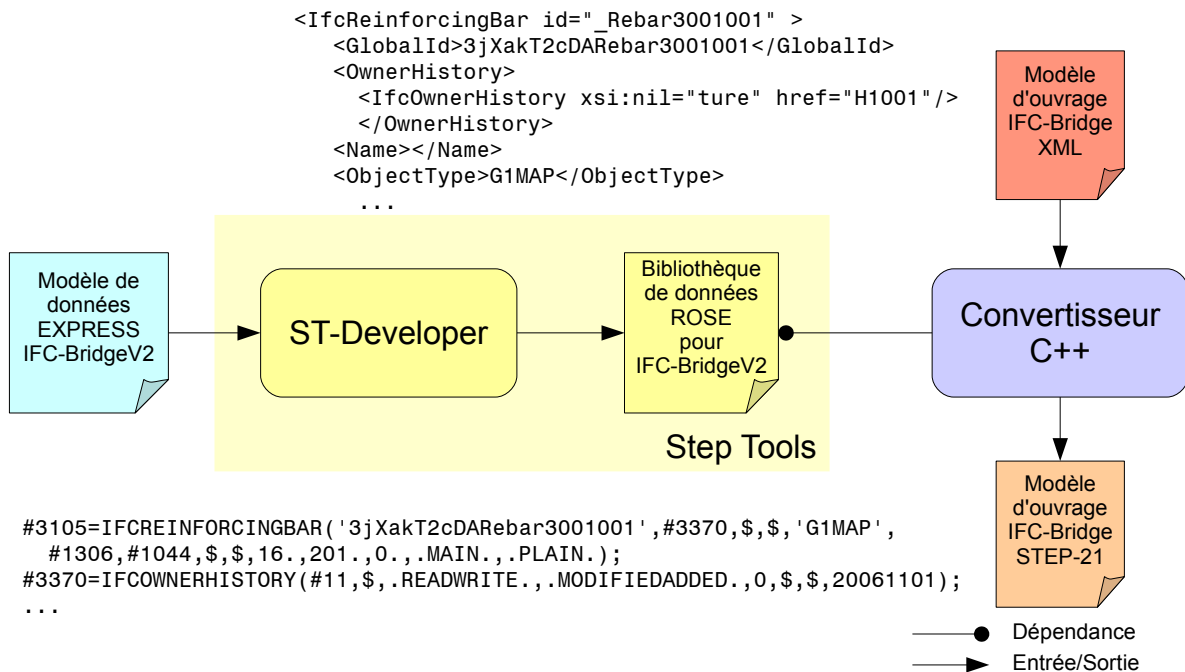 <IfcReinforcingBar id="_Rebar3001001" >
<GlobalId>3jXakT2cDARebar3001001</GlobalId>
<OwnerHistory>
<IfcOwnerHistory xsi:nil="ture" href="H1001"/>
</OwnerHistory>
<Name></Name>
<ObjectType>G1MAP</ObjectType>
...
Modèle
d'ouvrage
IFC-Bridge
XML
Modèle de
données
EXPRESS
IFC-BridgeV2
ST-Developer
Bibliothèque
de données
ROSE
pour
IFC-BridgeV2
Convertisseur
C++
Step Tools
#3105=IFCREINFORCINGBAR('3jXakT2cDARebar3001001',#3370,$,$,'G1MAP',
#1306,#1044,$,$,16.,201.,0.,.MAIN.,.PLAIN.);
#3370=IFCOWNERHISTORY(#11,$,.READWRITE.,.MODIFIEDADDED.,0,$,$,20061101);
...
Modèle
d'ouvrage
IFC-Bridge
STEP-21
Dépendance
Entrée/Sortie